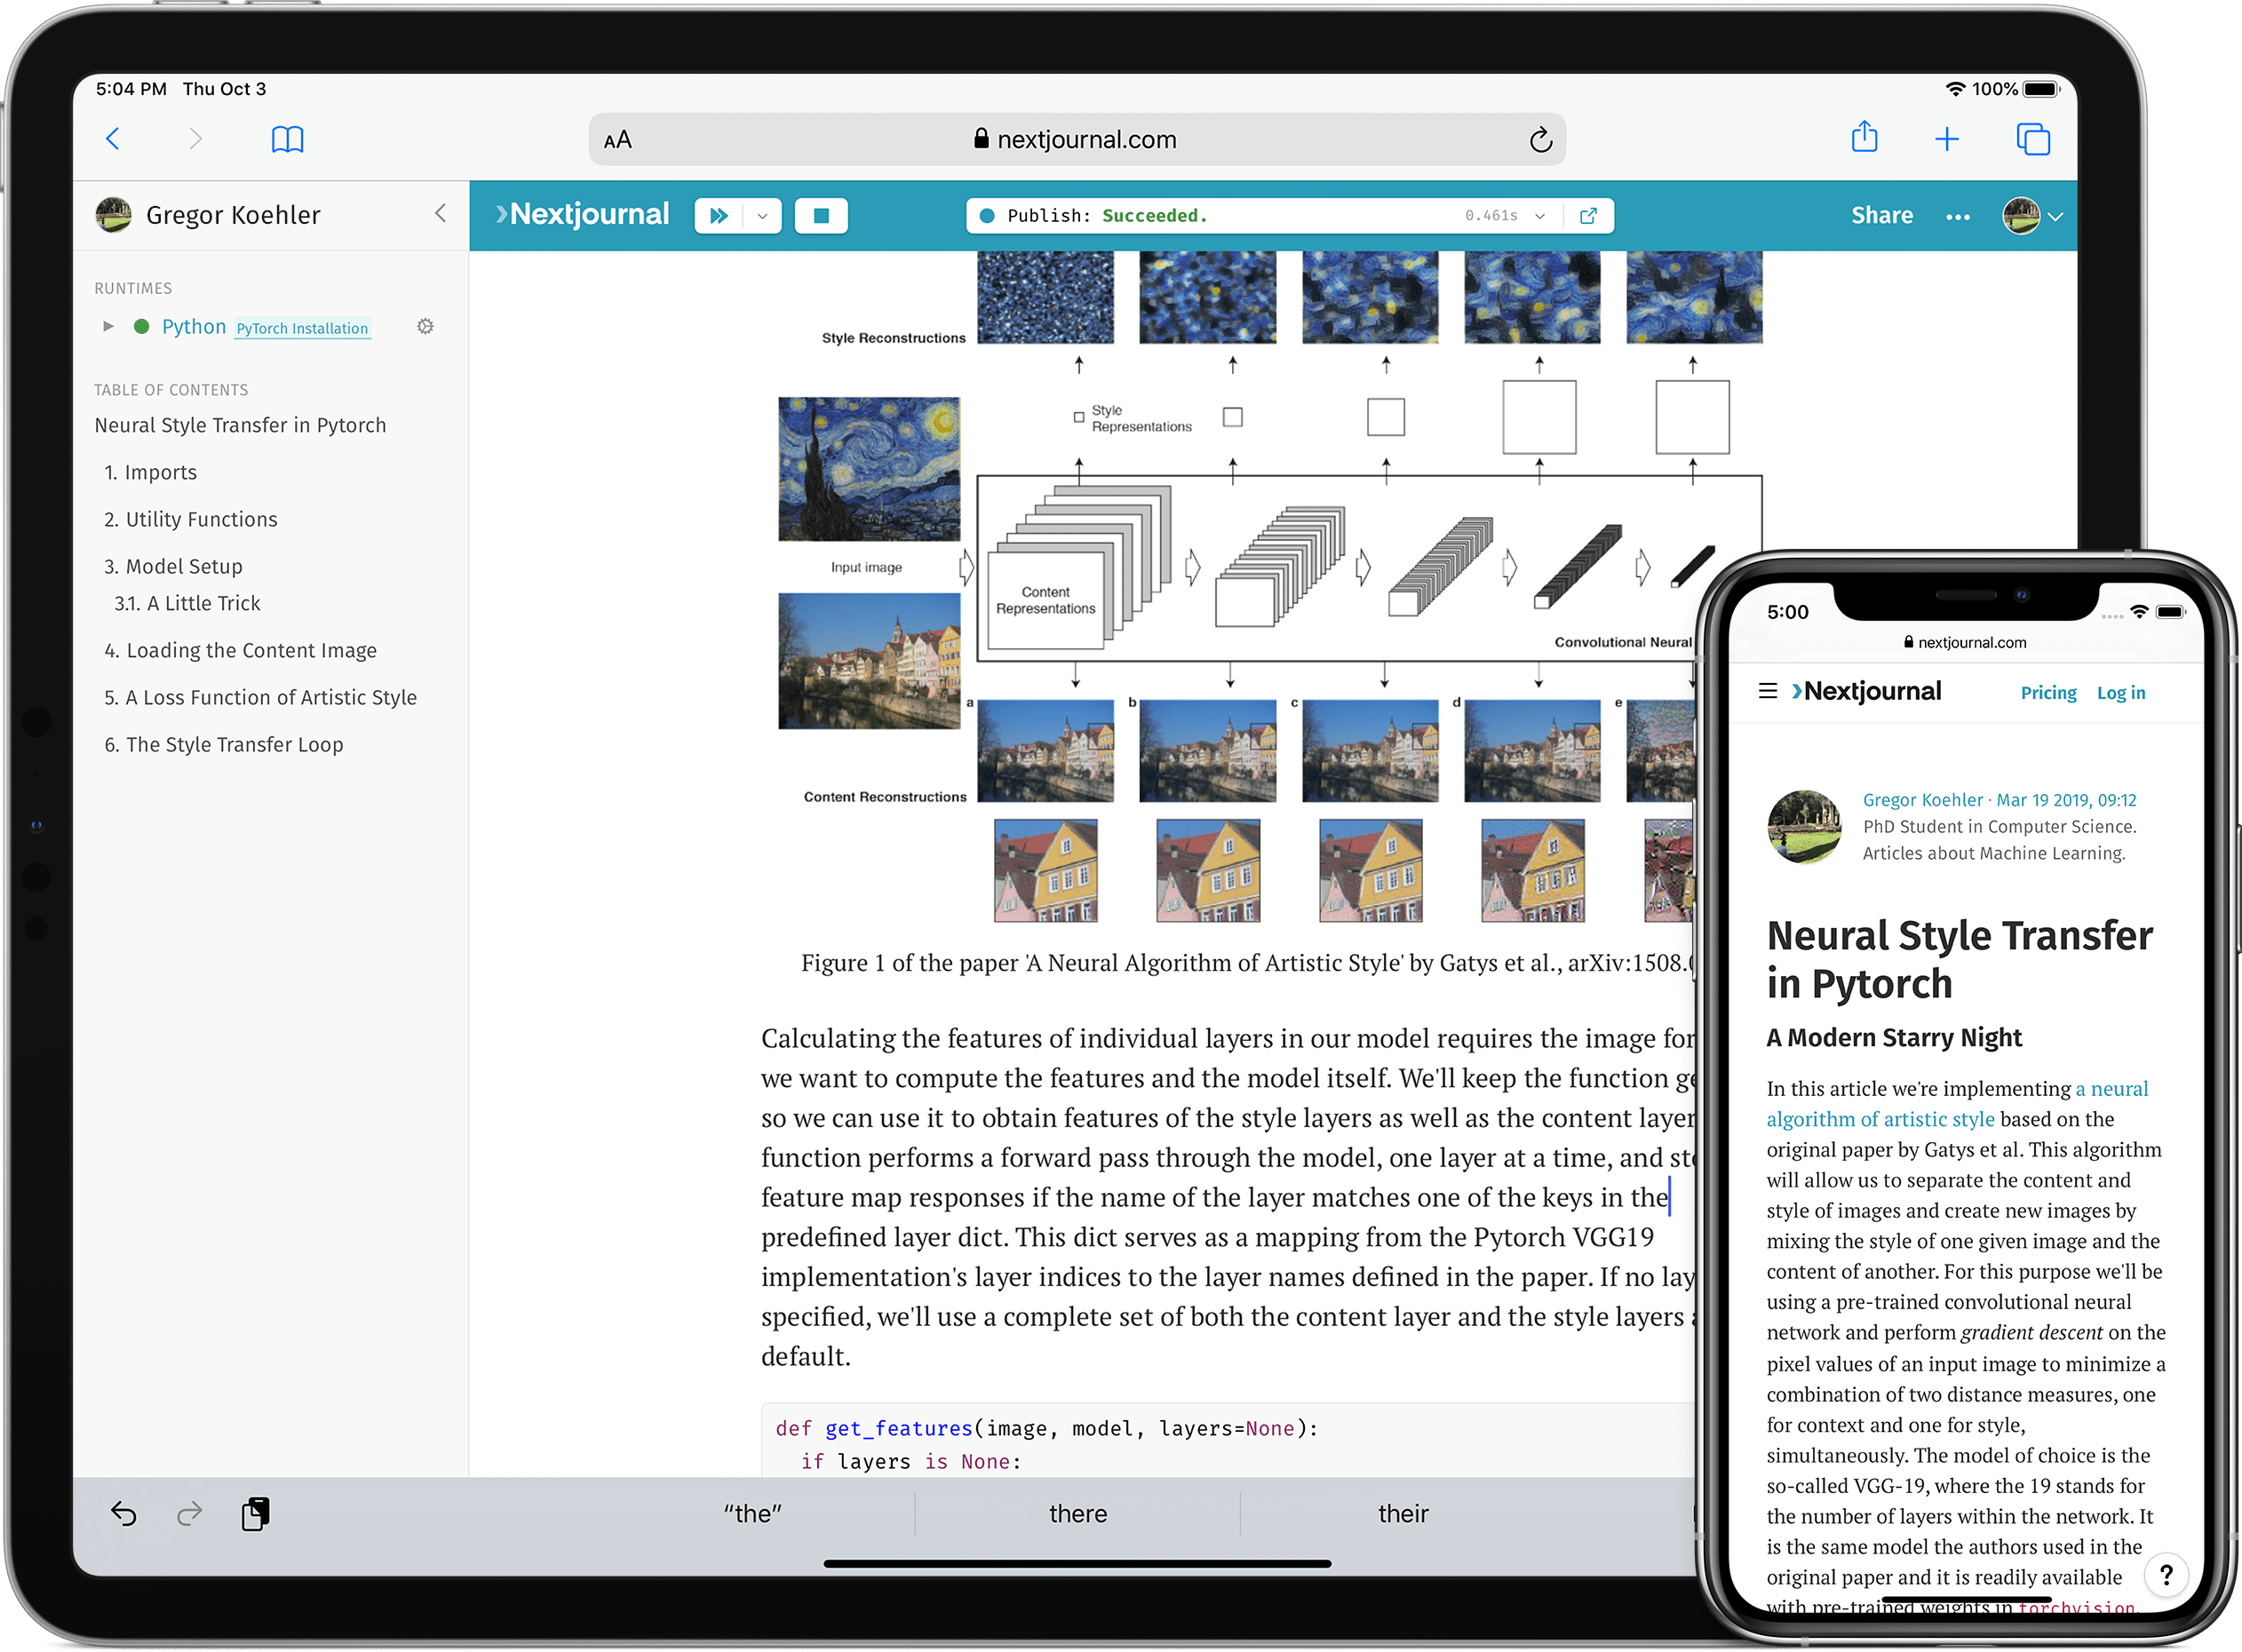 5:04 PM Thu Oct 3
100%
AA
nextjournal.com
Gregor Koehler
Nextjournal
Publish: Succeeded.
0.461s
Share
RUNTIMES
Python PyTorch Installation
TABLE OF CONTENTS
Neural Style Transfer in Pytorch
1. Imports
2. Utility Functions
3. Model Setup
3.1. A Little Trick
4. Loading the Content Image
5. A Loss Function of Artistic Style
6. The Style Transfer Loop
Style Reconstructions
Style
Representations
Input image
Content
Representations
Convolutional Neural
a b c d e
Content Reconstructions
Figure 1 of the paper 'A Neural Algorithm of Artistic Style' by Gatys et al., arXiv:1508.
Calculating the features of individual layers in our model requires the image for
we want to compute the features and the model itself. We'll keep the function
so we can use it to obtain features of the style layers as well as the content layer
function performs a forward pass through the model, one layer at a time, and
feature map responses if the name of the layer matches one of the keys in the
predefined layer dict. This dict serves as a mapping from the Pytorch VGG19
implementation's layer indices to the layer names defined in the paper. If no
specified, we'll use a complete set of both the content layer and the style layers
default.
def get_features(image, model, layers=None):
if layers is None:
“the” there their
5:00
nextjournal.com
Nextjournal
Pricing Log in
Gregor Koehler · Mar 19 2019, 09:12
PhD Student in Computer Science.
Articles about Machine Learning.
Neural Style Transfer
in Pytorch
A Modern Starry Night
In this article we're implementing a neural
algorithm of artistic style based on the
original paper by Gatys et al. This algorithm
will allow us to separate the content and
style of images and create new images by
mixing the style of one given image and the
content of another. For this purpose we'll be
using a pre-trained convolutional neural
network and perform gradient descent on the
pixel values of an input image to minimize a
combination of two distance measures, one
for context and one for style,
simultaneously. The model of choice is the
so-called VGG-19, where the 19 stands for
the number of layers within the network. It
is the same model the authors used in the
original paper and it is readily available
with pre-trained weights in torchvision.
?